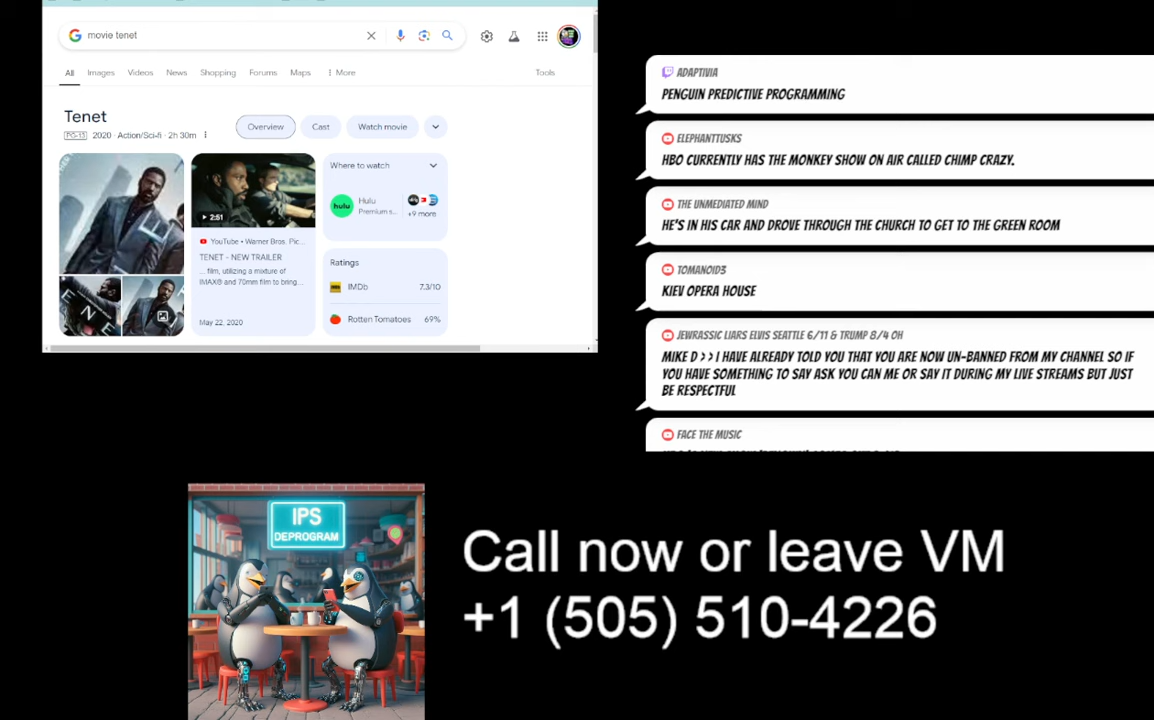 movie tenet
All Images Videos News Shopping Forums Maps More Tools
Tenet
PG-13 2020 · Action/Sci-fi · 2h 30m
Overview Cast Watch movie
2:51
YouTube • Warner Bros. Pic...
TENET - NEW TRAILER
... film, utilizing a mixture of
IMAX® and 70mm film to bring...
May 22, 2020
Where to watch
hulu
Hulu
Premium s...
+9 more
Ratings
IMDb 7.3/10
Rotten Tomatoes 69%
ADAPTIVIA
PENGUIN PREDICTIVE PROGRAMMING
ELEPHANTTUSKS
HBO CURRENTLY HAS THE MONKEY SHOW ON AIR CALLED CHIMP CRAZY.
THE UNMEDIATED MIND
HE'S IN HIS CAR AND DROVE THROUGH THE CHURCH TO GET TO THE GREEN ROOM
TOMANOID3
KIEV OPERA HOUSE
JEWRASSIC LIARS ELVIS SEATTLE 6/11 & TRUMP 8/4 OH
MIKE D >> I HAVE ALREADY TOLD YOU THAT YOU ARE NOW UN-BANNED FROM MY CHANNEL SO IF
YOU HAVE SOMETHING TO SAY ASK YOU CAN ME OR SAY IT DURING MY LIVE STREAMS BUT JUST
BE RESPECTFUL
FACE THE MUSIC
IPS
DEPROGRAM
Call now or leave VM
+1 (505) 510-4226